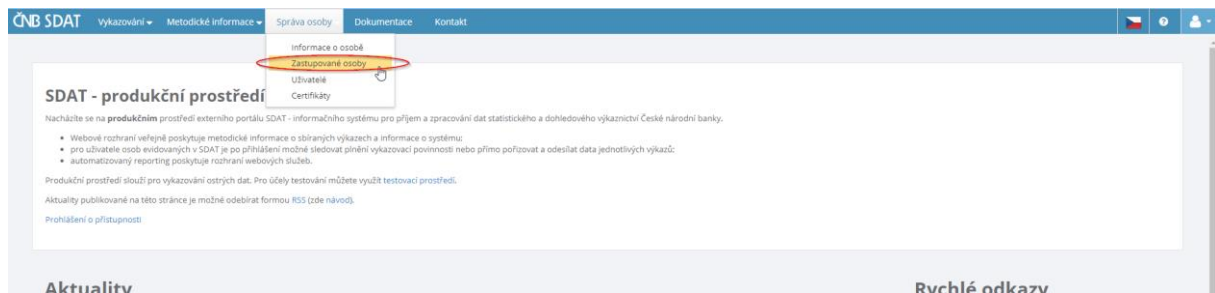 ČNB SDAT Vykazování Metodické informace Správa osoby Dokumentace Kontakt
Informace o osobě
Zastupované osoby
Uživatelé
Certifikáty
SDAT - produkční prostředí
Nacházíte se na produkčním prostředí externího portálu SDAT - informačního systému pro příjem a zpracování dat statistického a dohledového výkaznictví České národní banky.
Webové rozhraní veřejně poskytuje metodické informace o sbíraných výkazech a informace o systému;
pro uživatele osob evidovaných v SDAT je po přihlášení možné sledovat plnění vykazovací povinnosti nebo přímo pořizovat a odesílat data jednotlivých výkazů;
automatizovaný reporting poskytuje rozhraní webových služeb.
Produkční prostředí slouží pro vykazování ostrých dat. Pro účely testování můžete využít testovací prostředí.
Aktuality publikované na této stránce je možné odebírat formou RSS (zde návod).
Prohlášení o přístupnosti
Aktuality Rychlé odkazy